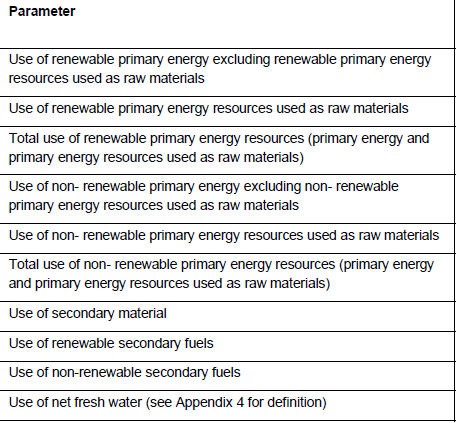 Parameter
Use of renewable primary energy excluding renewable primary energy
resources used as raw materials
Use of renewable primary energy resources used as raw materials
Total use of renewable primary energy resources (primary energy and
primary energy resources used as raw materials)
Use of non- renewable primary energy excluding non- renewable
primary energy resources used as raw materials
Use of non- renewable primary energy resources used as raw materials
Total use of non- renewable primary energy resources (primary energy
and primary energy resources used as raw materials)
Use of secondary material
Use of renewable secondary fuels
Use of non-renewable secondary fuels
Use of net fresh water (see Appendix 4 for definition)